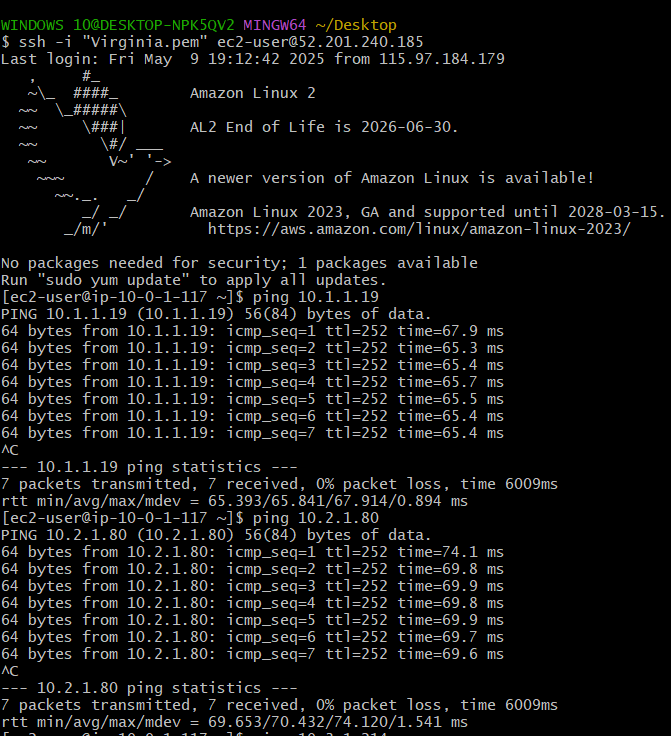 WINDOWS 10@DESKTOP-NPK5QV2 MINGW64 ~/Desktop
$ ssh -i "Virginia.pem" ec2-user@52.201.240.185
Last login: Fri May  9 19:12:42 2025 from 115.97.184.179
   ,     #_
   ~\_  ####_        Amazon Linux 2
  ~~  \_#####\
  ~~     \###|       AL2 End of Life is 2026-06-30.
  ~~       \#/ ___
   ~~       V~' '->
    ~~~         /    A newer version of Amazon Linux is available!
      ~~._.   _/
         _/ _/       Amazon Linux 2023, GA and supported until 2028-03-15.
       _/m/'           https://aws.amazon.com/linux/amazon-linux-2023/
No packages needed for security; 1 packages available
Run "sudo yum update" to apply all updates.
[ec2-user@ip-10-0-1-117 ~]$ ping 10.1.1.19
PING 10.1.1.19 (10.1.1.19) 56(84) bytes of data.
64 bytes from 10.1.1.19: icmp_seq=1 ttl=252 time=67.9 ms
64 bytes from 10.1.1.19: icmp_seq=2 ttl=252 time=65.3 ms
64 bytes from 10.1.1.19: icmp_seq=3 ttl=252 time=65.4 ms
64 bytes from 10.1.1.19: icmp_seq=4 ttl=252 time=65.7 ms
64 bytes from 10.1.1.19: icmp_seq=5 ttl=252 time=65.5 ms
64 bytes from 10.1.1.19: icmp_seq=6 ttl=252 time=65.4 ms
64 bytes from 10.1.1.19: icmp_seq=7 ttl=252 time=65.4 ms
^C
--- 10.1.1.19 ping statistics ---
7 packets transmitted, 7 received, 0% packet loss, time 6009ms
rtt min/avg/max/mdev = 65.393/65.841/67.914/0.894 ms
[ec2-user@ip-10-0-1-117 ~]$ ping 10.2.1.80
PING 10.2.1.80 (10.2.1.80) 56(84) bytes of data.
64 bytes from 10.2.1.80: icmp_seq=1 ttl=252 time=74.1 ms
64 bytes from 10.2.1.80: icmp_seq=2 ttl=252 time=69.8 ms
64 bytes from 10.2.1.80: icmp_seq=3 ttl=252 time=69.9 ms
64 bytes from 10.2.1.80: icmp_seq=4 ttl=252 time=69.8 ms
64 bytes from 10.2.1.80: icmp_seq=5 ttl=252 time=69.9 ms
64 bytes from 10.2.1.80: icmp_seq=6 ttl=252 time=69.7 ms
64 bytes from 10.2.1.80: icmp_seq=7 ttl=252 time=69.6 ms
^C
--- 10.2.1.80 ping statistics ---
7 packets transmitted, 7 received, 0% packet loss, time 6009ms
rtt min/avg/max/mdev = 69.653/70.432/74.120/1.541 ms
[ec2-user@ip-10-0-1-117 ~]$ ping